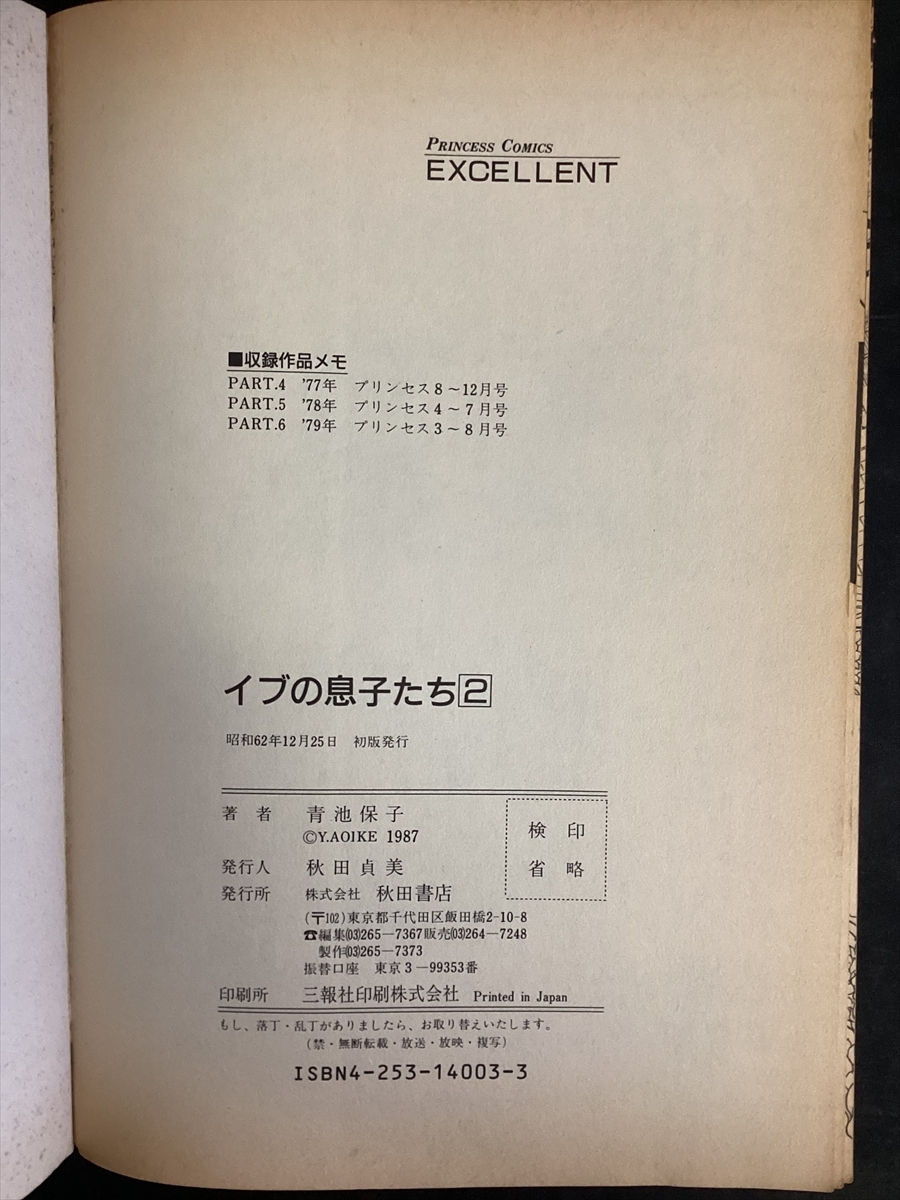 PRINCESS COMICS
EXCELLENT
■収録作品メモ
PART.4 '77年 プリンセス8～12月号
PART.5 '78年 プリンセス4～7月号
PART.6 '79年 プリンセス3～8月号
イブの息子たち2
昭和62年12月25日 初版発行
著者 青池保子
©Y.AOIKE 1987
検印
省略
発行人 秋田貞美
発行所 株式会社 秋田書店
(〒102)東京都千代田区飯田橋2-10-8
☎編集(03)265―7367販売(03)264―7248
製作(03)265―7373
振替口座 東京3―99353番
印刷所 三報社印刷株式会社 Printed in Japan
もし、落丁・乱丁がありましたら、お取り替えいたします。
(禁・無断転載・放送・放映・複写)
ISBN4-253-14003-3